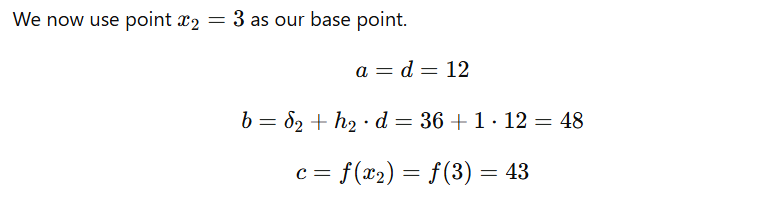 We now use point x₂ = 3 as our base point.
a = d = 12
b = δ₂ + h₂ · d = 36 + 1 · 12 = 48
c = f(x₂) = f(3) = 43